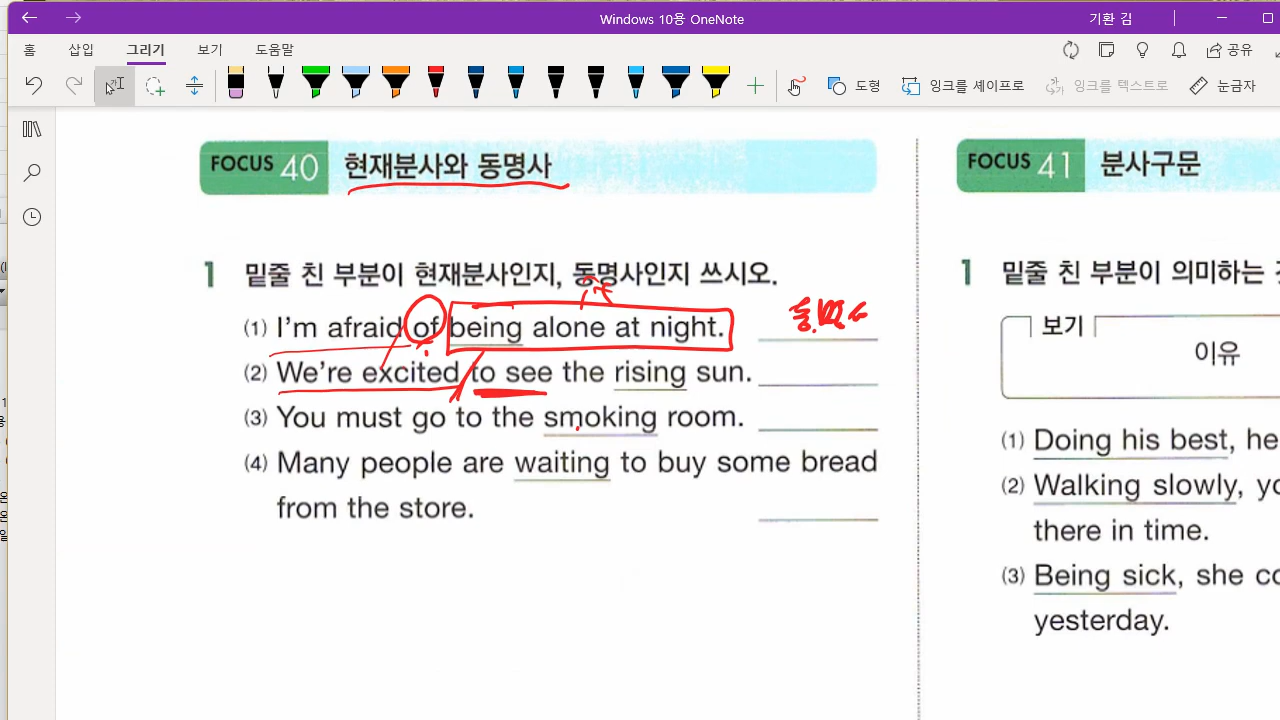 Windows 10용 OneNote
기환 김
홈 삽입 그리기 보기 도움말
공유
도형 잉크를 셰이프로 잉크를 텍스트로 눈금자
FOCUS 40 현재분사와 동명사
1 밑줄 친 부분이 현재분사인지, 동명사인지 쓰시오.
(1) I'm afraid of being alone at night.
동명사
(2) We're excited to see the rising sun.
(3) You must go to the smoking room.
(4) Many people are waiting to buy some bread
from the store.
FOCUS 41 분사구문
1 밑줄 친 부분이 의미하는
보기
이유
(1) Doing his best, he
(2) Walking slowly, yo
there in time.
(3) Being sick, she co
yesterday.